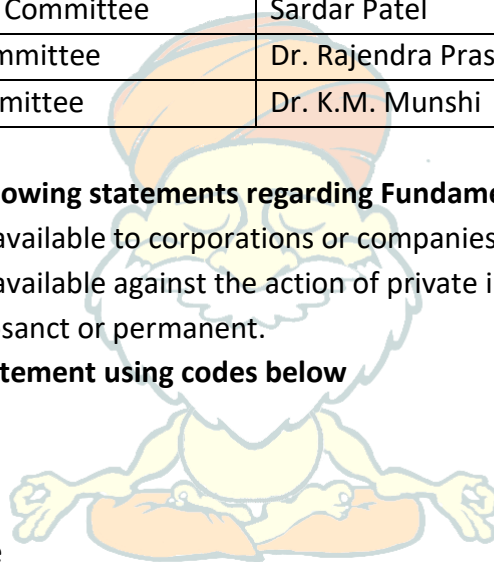 Committee Sardar Patel
mmittee Dr. Rajendra Pras
mittee Dr. K.M. Munshi
owing statements regarding Fundame
available to corporations or companies
available against the action of private i
sanct or permanent.
tement using codes below
e